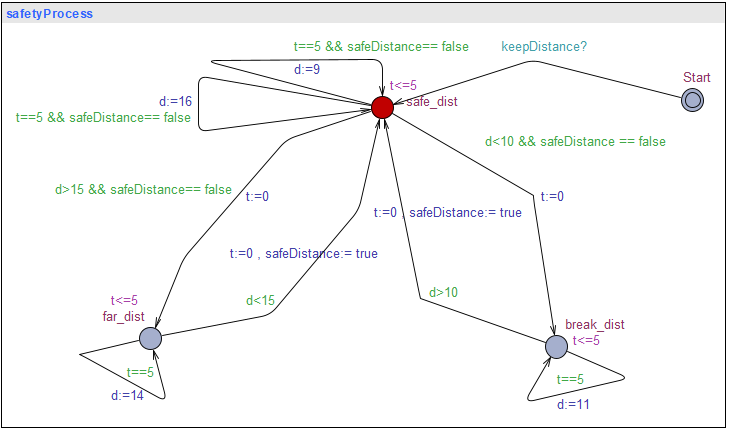 safetyProcess
t==5 && safeDistance== false
keepDistance?
d:=9
Start
t<=5
d:=16
safe_dist
t==5 && safeDistance== false
d<10 && safeDistance == false
d>15 && safeDistance== false
t:=0
t:=0
t:=0 , safeDistance:= true
t:=0 , safeDistance:= true
d>10
t<=5
d<15
far_dist
break_dist
t<=5
t==5
t==5
d:=14
d:=11